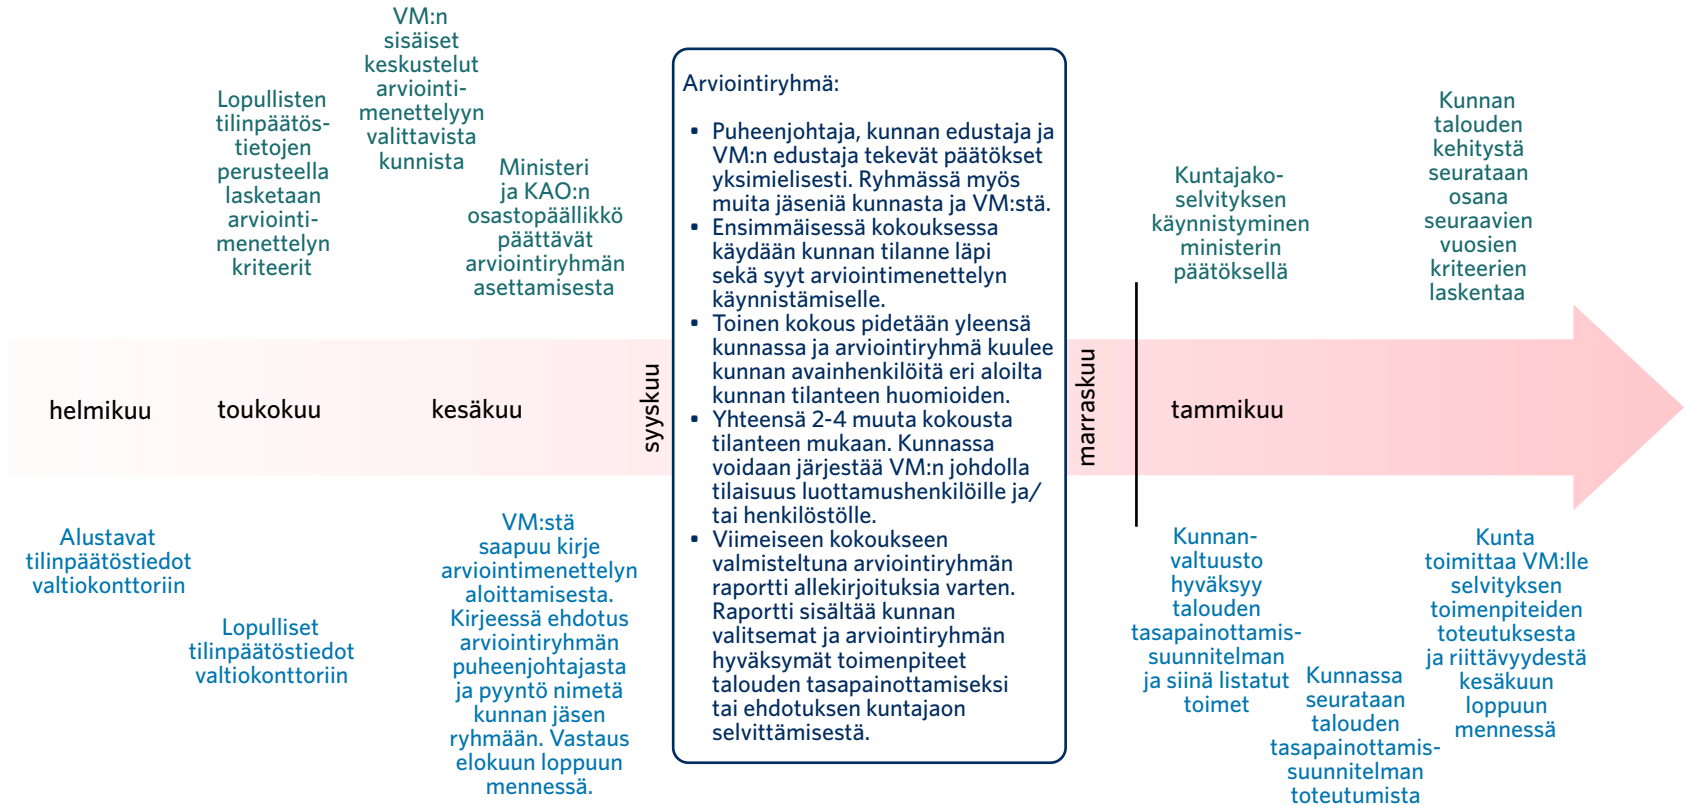 VM:n
sisäiset
keskustelut
arviointi-
menettelyyn
valittavista
kunnista
Lopullisten
tilinpäätös-
tietojen
perusteella
lasketaan
arviointi-
menettelyn
kriteerit
Ministeri
ja KAO:n
osastopäällikkö
päättävät
arviointiryhmän
asettamisesta
Arviointiryhmä:
• Puheenjohtaja, kunnan edustaja ja
VM:n edustaja tekevät päätökset
yksimielisesti. Ryhmässä myös
muita jäseniä kunnasta ja VM:stä.
• Ensimmäisessä kokouksessa
käydään kunnan tilanne läpi
sekä syyt arviointimenettelyn
käynnistämiselle.
• Toinen kokous pidetään yleensä
kunnassa ja arviointiryhmä kuulee
kunnan avainhenkilöitä eri aloilta
kunnan tilanteen huomioiden.
• Yhteensä 2-4 muuta kokousta
tilanteen mukaan. Kunnassa
voidaan järjestää VM:n johdolla
tilaisuus luottamushenkilöille ja/
tai henkilöstölle.
• Viimeiseen kokoukseen
valmisteltuna arviointiryhmän
raportti allekirjoituksia varten.
Raportti sisältää kunnan
valitsemat ja arviointiryhmän
hyväksymät toimenpiteet
talouden tasapainottamiseksi
tai ehdotuksen kuntajaon
selvittämisestä.
Kuntajako-
selvityksen
käynnistyminen
ministerin
päätöksellä
Kunnan
talouden
kehitystä
seurataan
osana
seuraavien
vuosien
kriteerien
laskentaa
helmikuu
toukokuu
kesäkuu
syyskuu
marraskuu
tammikuu
Alustavat
tilinpäätöstiedot
valtiokonttoriin
Lopulliset
tilinpäätöstiedot
valtiokonttoriin
VM:stä
saapuu kirje
arviointimenettelyn
aloittamisesta.
Kirjeessä ehdotus
arviointiryhmän
puheenjohtajasta
ja pyyntö nimetä
kunnan jäsen
ryhmään. Vastaus
elokuun loppuun
mennessä.
Kunnan-
valtuusto
hyväksyy
talouden
tasapainottamis-
suunnitelman
ja siinä listatut
toimet
Kunnassa
seurataan
talouden
tasapainottamis-
suunnitelman
toteutumista
Kunta
toimittaa VM:lle
selvityksen
toimenpiteiden
toteutuksesta
ja riittävyydestä
kesäkuun
loppuun
mennessä